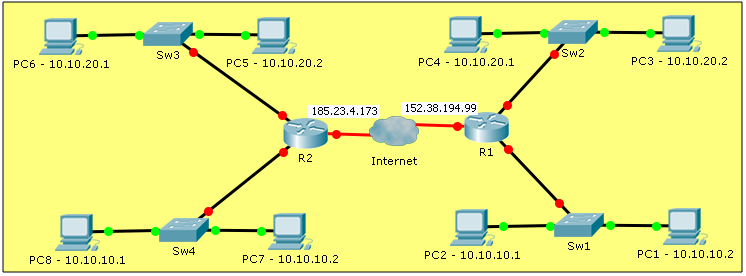 PC6 - 10.10.20.1
Sw3
PC5 - 10.10.20.2
PC4 - 10.10.20.1
Sw2
PC3 - 10.10.20.2
185.23.4.173
152.38.194.99
R2
Internet
R1
PC8 - 10.10.10.1
Sw4
PC7 - 10.10.10.2
PC2 - 10.10.10.1
Sw1
PC1 - 10.10.10.2